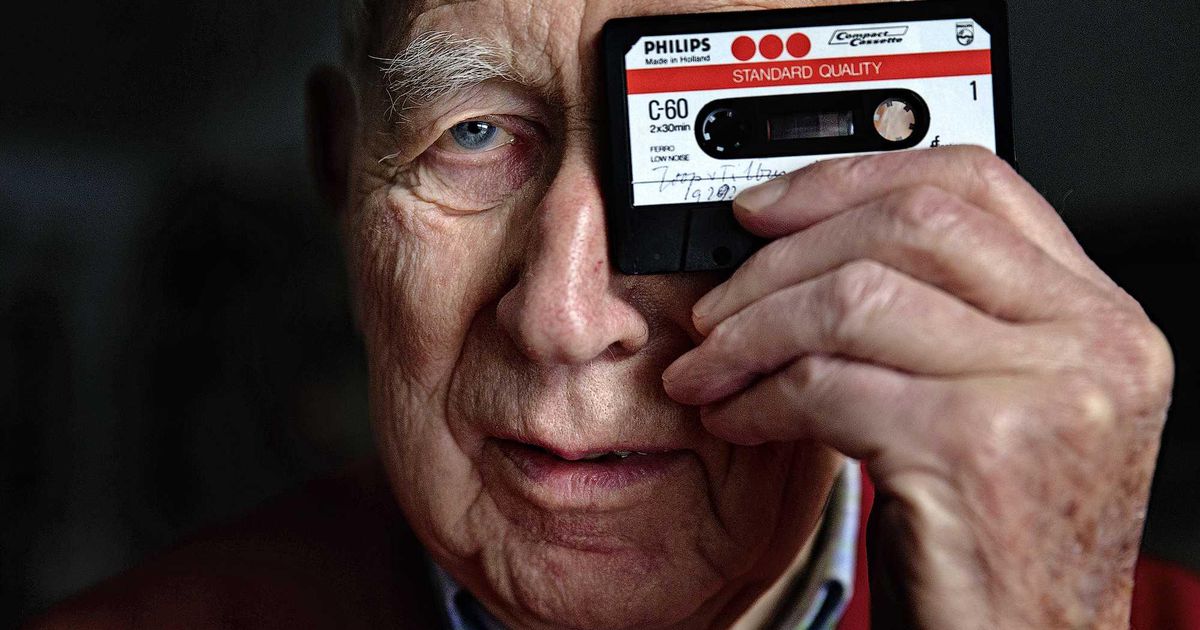 PHILIPS
Made in Holland
Compact
Cassette
STANDARD QUALITY
C-60
2x30min
1
FERRO
LOW NOISE